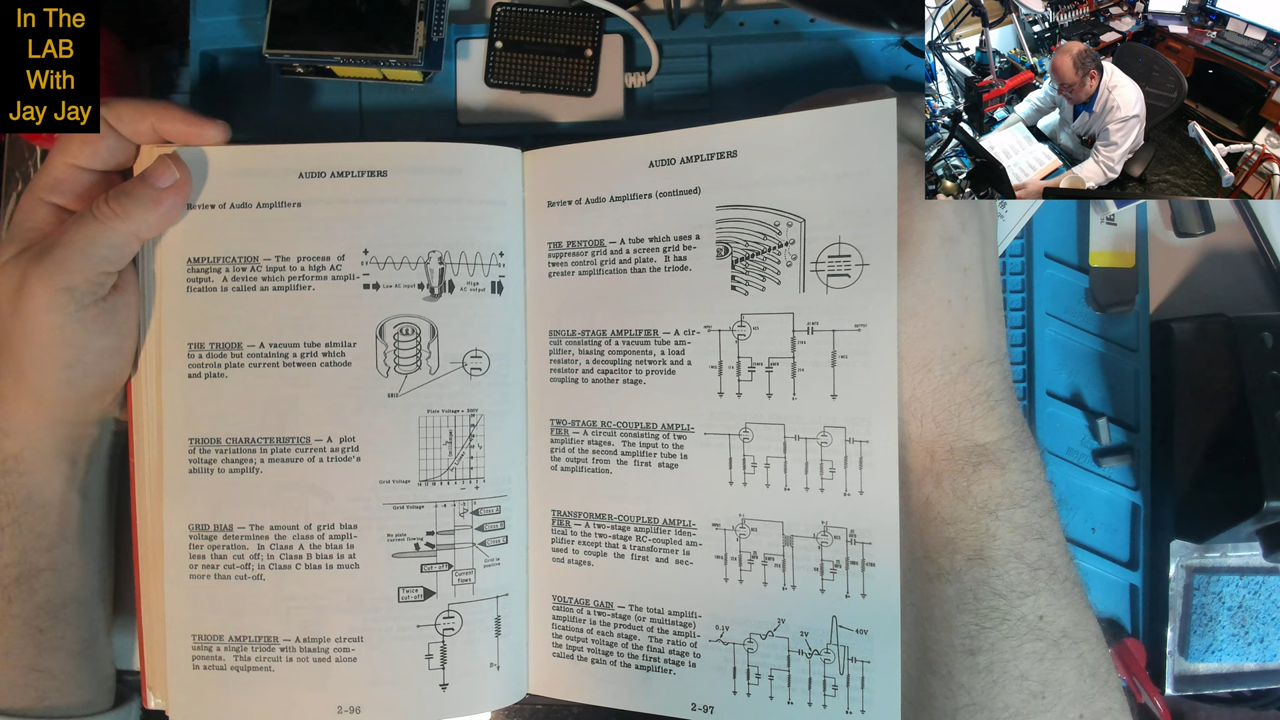 In The
LAB
With
Jay Jay
AUDIO AMPLIFIERS
Review of Audio Amplifiers
AMPLIFICATION — The process of
changing a low AC input to a high AC
output. A device which performs ampli-
fication is called an amplifier.
Low AC input
High
AC output
THE TRIODE — A vacuum tube similar
to a diode but containing a grid which
controls plate current between cathode
and plate.
GRID
TRIODE CHARACTERISTICS — A plot
of the variations in plate current as grid
voltage changes; a measure of a triode's
ability to amplify.
Plate Voltage = 200V
Grid Voltage
GRID BIAS — The amount of grid bias
voltage determines the class of ampli-
fier operation. In Class A the bias is
less than cut off; in Class B bias is at
or near cut-off; in Class C bias is much
more than cut-off.
Grid Voltage
Class A
Class B
Class C
No plate
current flowing
Grid is
positive
Cut-off
Current
flows
Twice
cut-off
TRIODE AMPLIFIER — A simple circuit
using a single triode with biasing com-
ponents. This circuit is not used alone
in actual equipment.
B+
2-96
AUDIO AMPLIFIERS
Review of Audio Amplifiers (continued)
THE PENTODE — A tube which uses a
suppressor grid and a screen grid be-
tween control grid and plate. It has
greater amplification than the triode.
SINGLE-STAGE AMPLIFIER — A cir-
cuit consisting of a vacuum tube am-
plifier, biasing components, a load
resistor, a decoupling network and a
resistor and capacitor to provide
coupling to another stage.
INPUT
OUTPUT
TWO-STAGE RC-COUPLED AMPLI-
FIER — A circuit consisting of two
amplifier stages. The input to the
grid of the second amplifier tube is
the output from the first stage
of amplification.
TRANSFORMER-COUPLED AMPLI-
FIER — A two-stage amplifier iden-
tical to the two-stage RC-coupled am-
plifier except that a transformer is
used to couple the first and sec-
ond stages.
VOLTAGE GAIN — The total amplifi-
cation of a two-stage (or multistage)
amplifier is the product of the ampli-
fications of each stage. The ratio of
the output voltage of the final stage to
the input voltage to the first stage is
called the gain of the amplifier.
0.1V
2V
2V
40V
2-97